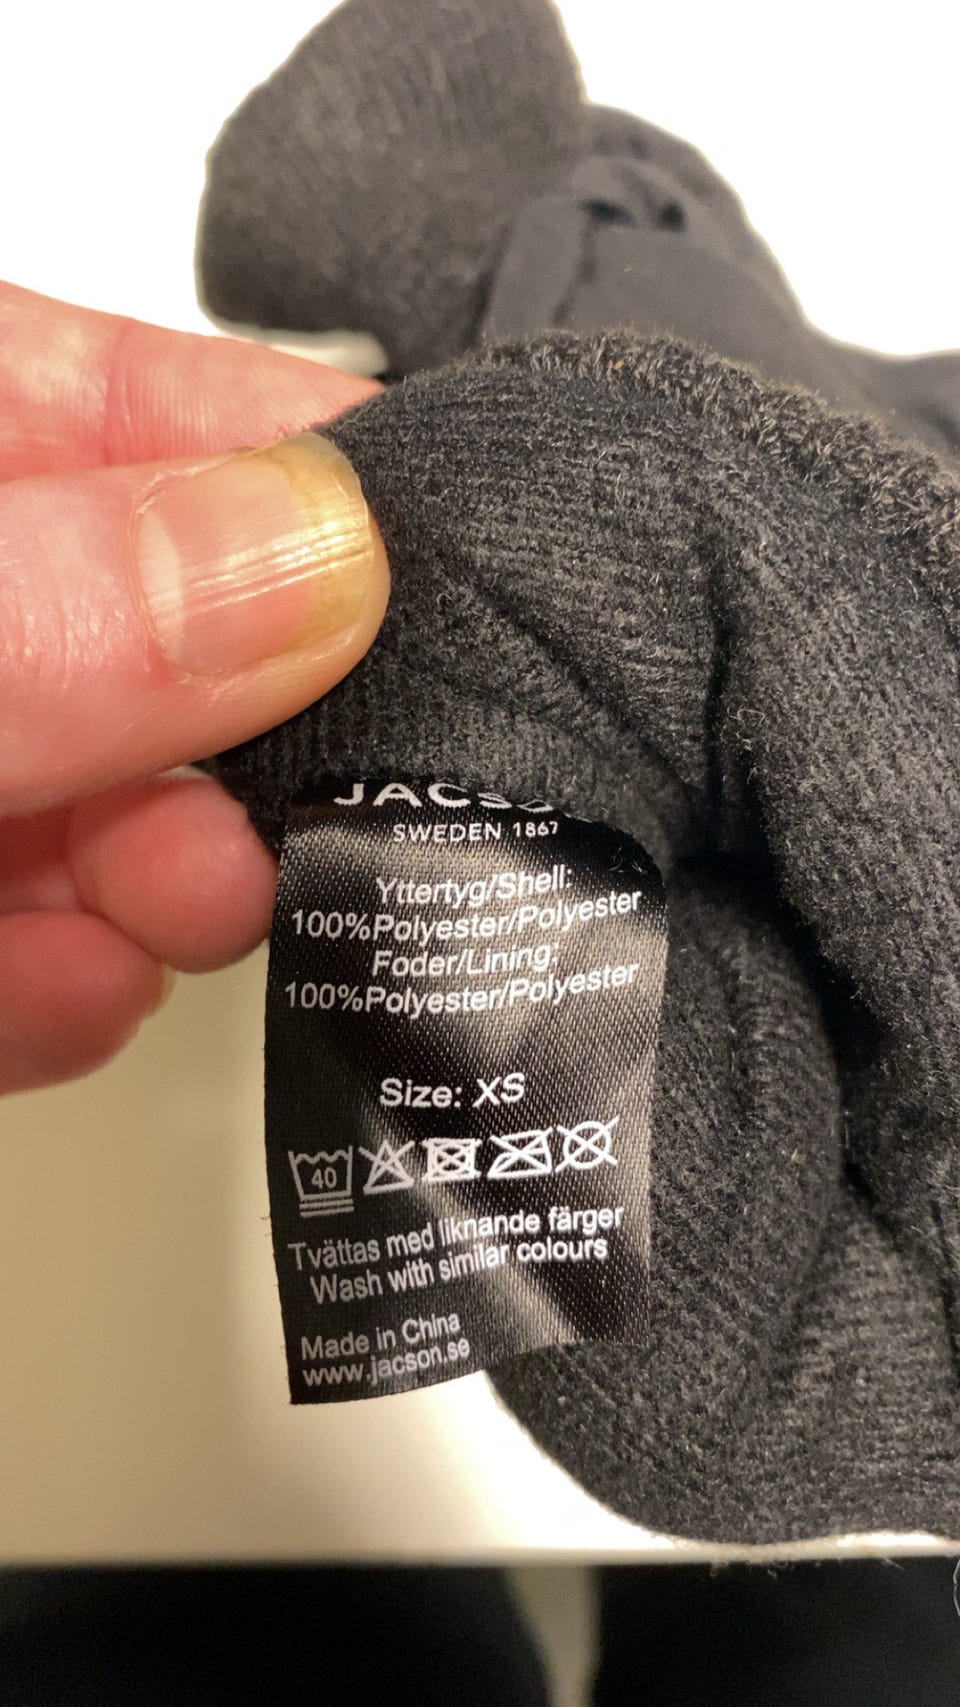 JACSO
SWEDEN 1867
Yttertyg/Shell:
100%Polyester/Polyester
Foder/Lining:
100%Polyester/Polyester
Size: XS
40
Tvättas med liknande färger
Wash with similar colours
Made in China
www.jacson.se